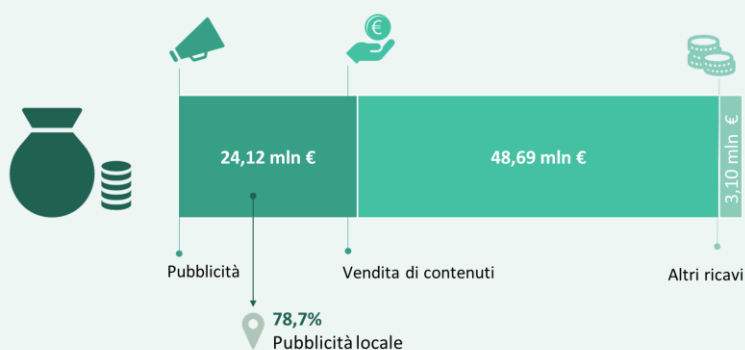 24,12 mln €
48,69 mln €
3,10 mln €
Pubblicità
Vendita di contenuti
Altri ricavi
78,7%
Pubblicità locale